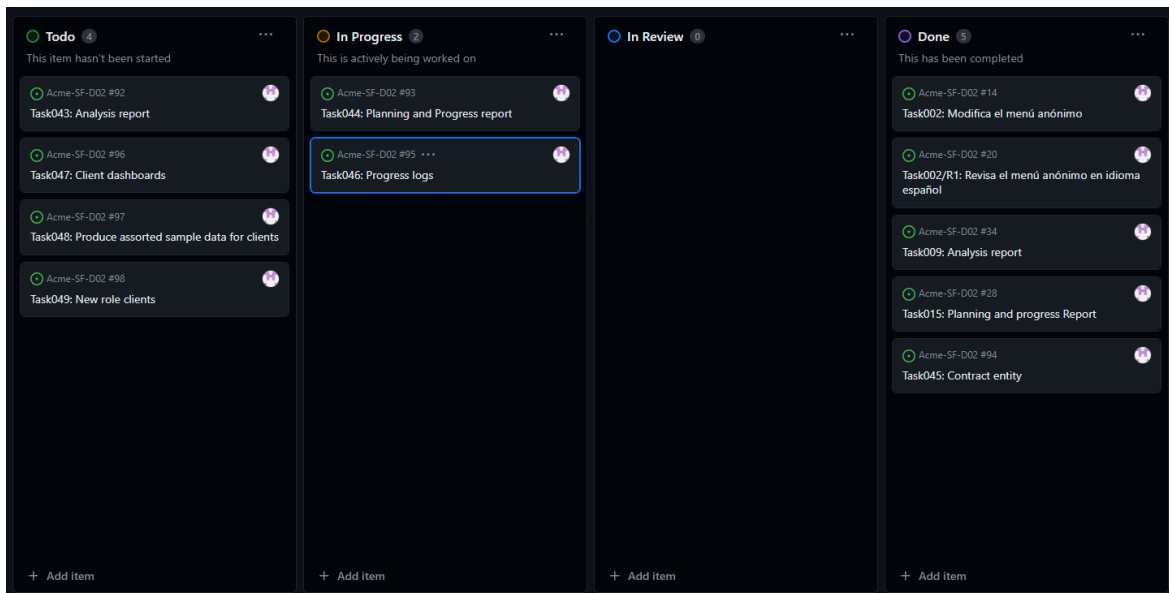 Todo 4
This item hasn't been started
Acme-SF-D02 #92
Task043: Analysis report
Acme-SF-D02 #96
Task047: Client dashboards
Acme-SF-D02 #97
Task048: Produce assorted sample data for clients
Acme-SF-D02 #98
Task049: New role clients
+ Add item
In Progress 2
This is actively being worked on
Acme-SF-D02 #93
Task044: Planning and Progress report
Acme-SF-D02 #95
Task046: Progress logs
+ Add item
In Review 0
+ Add item
Done 5
This has been completed
Acme-SF-D02 #14
Task002: Modifica el menú anónimo
Acme-SF-D02 #20
Task002/R1: Revisa el menú anónimo en idioma
español
Acme-SF-D02 #34
Task009: Analysis report
Acme-SF-D02 #28
Task015: Planning and progress Report
Acme-SF-D02 #94
Task045: Contract entity
+ Add item